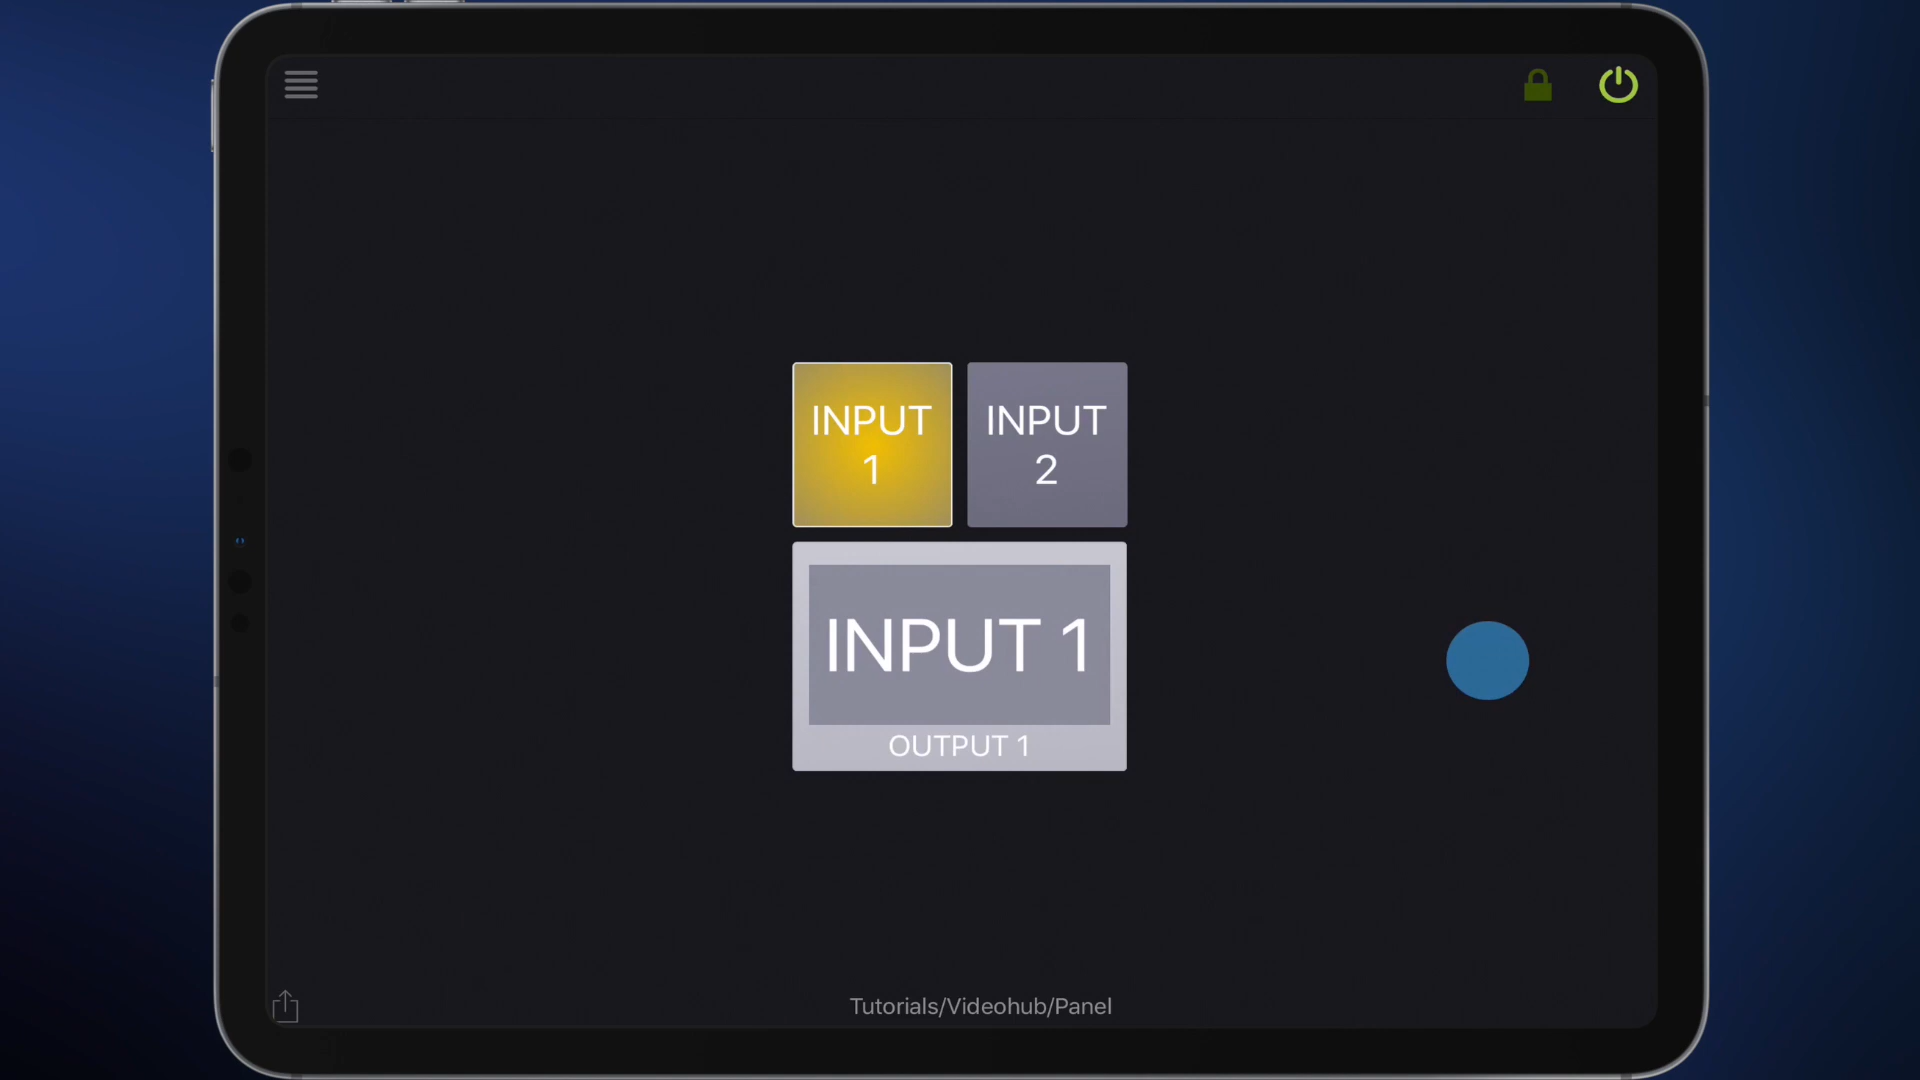 INPUT
1
INPUT
2
INPUT 1
OUTPUT 1
Tutorials/Videohub/Panel